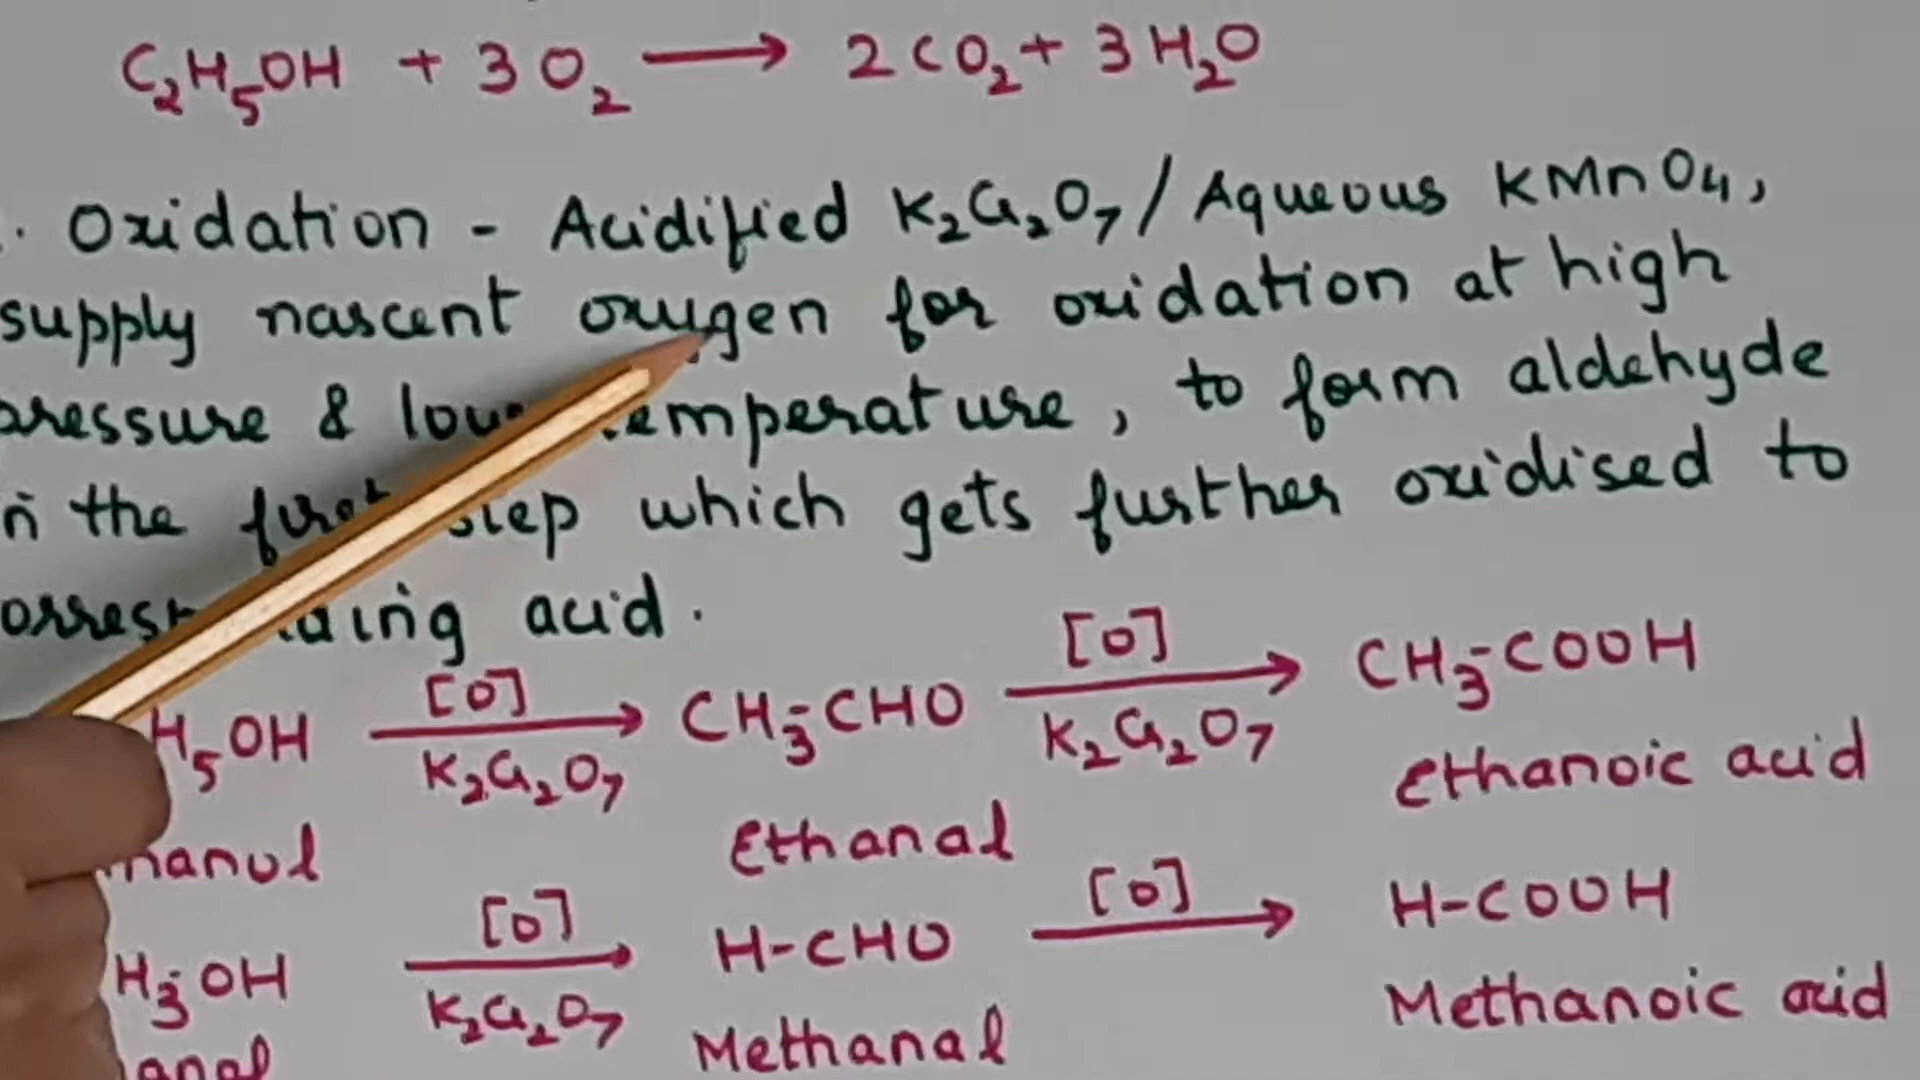 C₂H₅OH + 3O₂ → 2CO₂ + 3H₂O
. Oxidation - Acidified K₂Cr₂O₇ / Aqueous KMnO₄,
supply nascent oxygen for oxidation at high
pressure & low temperature, to form aldehyde
in the first step which gets further oxidised to
acid.
H₅OH [O] → K₂Cr₂O₇ CH₃-CHO [O] → K₂Cr₂O₇ CH₃-COOH
Ethanal ethanoic acid
H₃OH [O] → K₂Cr₂O₇ H-CHO [O] → H-COOH
Methanal Methanoic acid